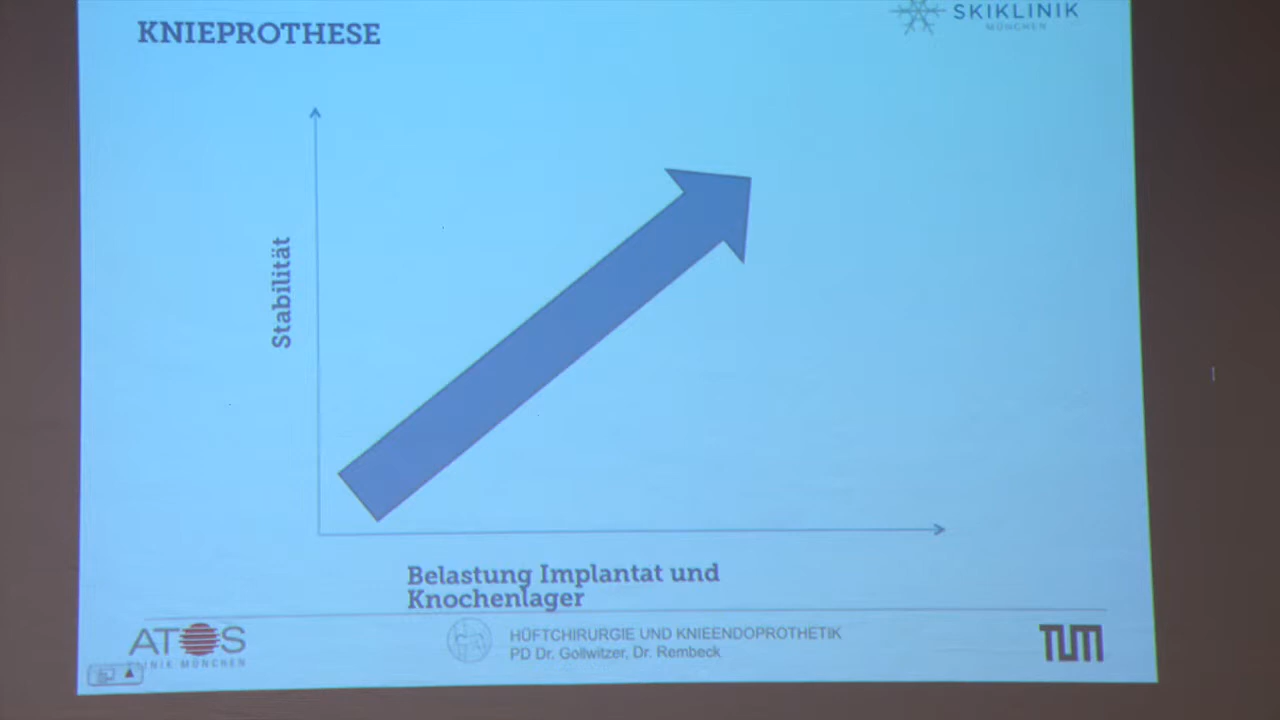 KNIEPROTHESE
SKIKLINIK
MÜNCHEN
Stabilität
Belastung Implantat und
Knochenlager
ATOS
KLINIK MÜNCHEN
HÜFTCHIRURGIE UND KNIEENDOPROTHETIK
PD Dr. Gollwitzer, Dr. Rembeck
TUM